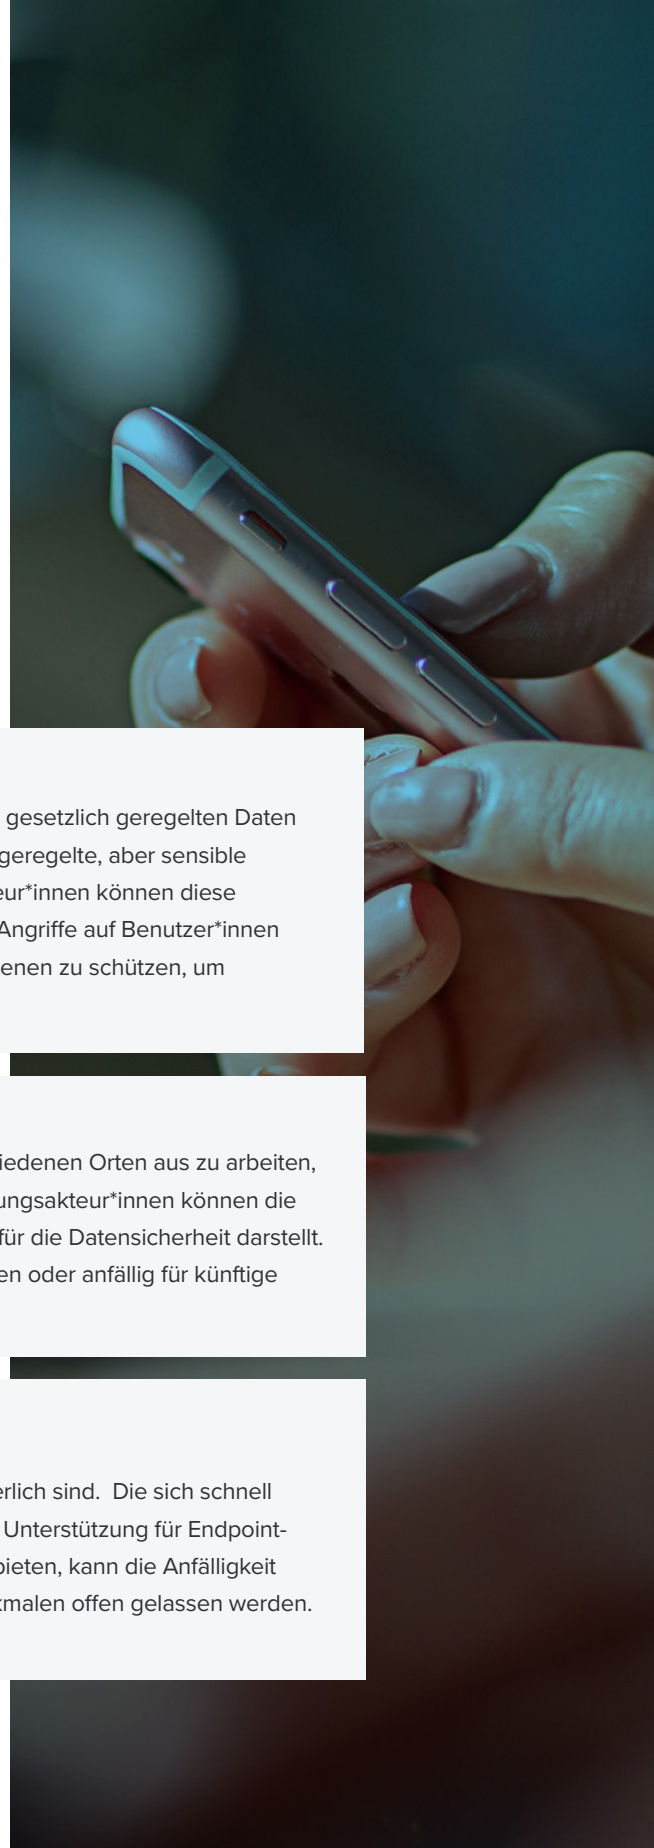 gesetzlich geregelten Daten
geregelte, aber sensible
eur*innen können diese
Angriffe auf Benutzer*innen
enen zu schützen, um
iedenen Orten aus zu arbeiten,
ungsakteur*innen können die
für die Datensicherheit darstellt.
en oder anfällig für künftige
erlich sind. Die sich schnell
Unterstützung für Endpoint-
bieten, kann die Anfälligkeit
kmalen offen gelassen werden.